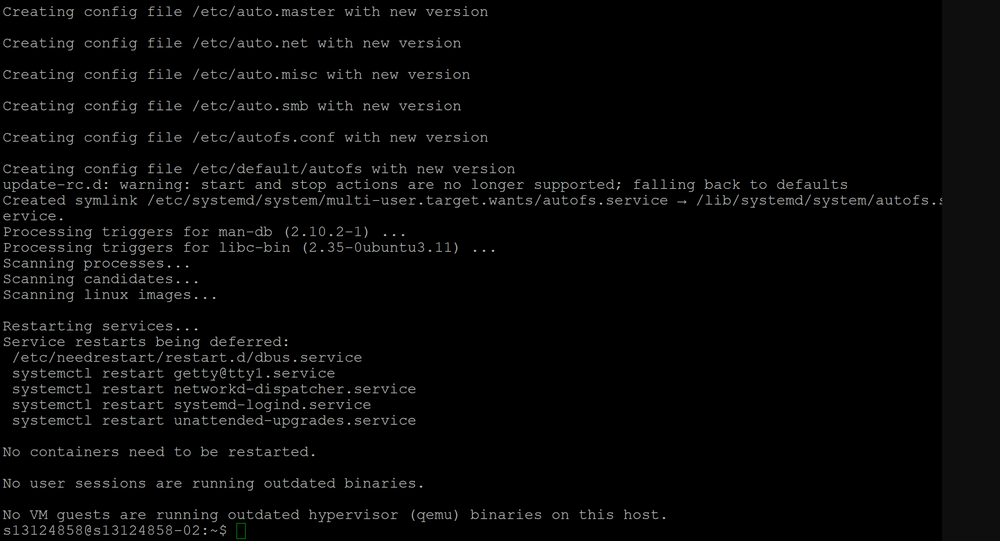 Creating config file /etc/auto.master with new version
Creating config file /etc/auto.net with new version
Creating config file /etc/auto.misc with new version
Creating config file /etc/auto.smb with new version
Creating config file /etc/autofs.conf with new version
Creating config file /etc/default/autofs with new version
update-rc.d: warning: start and stop actions are no longer supported; falling back to defaults
Created symlink /etc/systemd/system/multi-user.target.wants/autofs.service → /lib/systemd/system/autofs.s
ervice.
Processing triggers for man-db (2.10.2-1) ...
Processing triggers for libc-bin (2.35-0ubuntu3.11) ...
Scanning processes...
Scanning candidates...
Scanning linux images...
Restarting services...
Service restarts being deferred:
 /etc/needrestart/restart.d/dbus.service
 systemctl restart getty@tty1.service
 systemctl restart networkd-dispatcher.service
 systemctl restart systemd-logind.service
 systemctl restart unattended-upgrades.service
No containers need to be restarted.
No user sessions are running outdated binaries.
No VM guests are running outdated hypervisor (qemu) binaries on this host.
s13124858@s13124858-02:~$